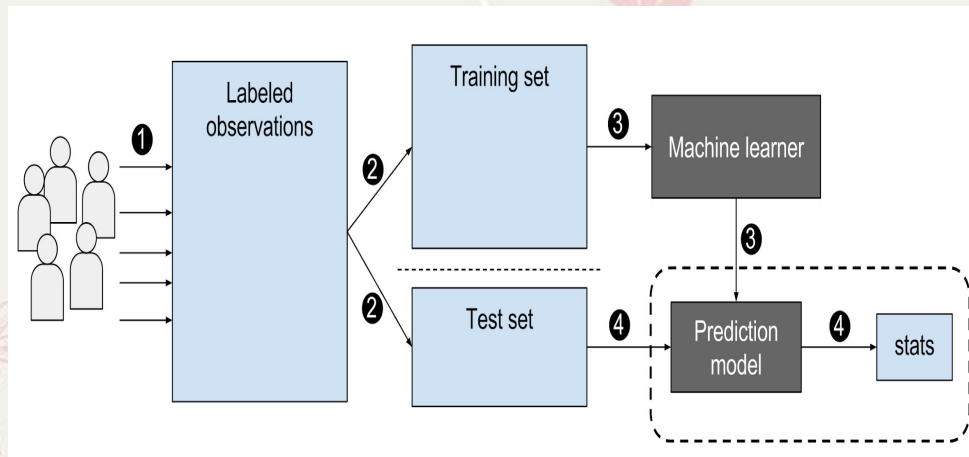 Labeled
observations
Training set
Machine learner
Test set
Prediction
model
stats
1
2
2
3
3
4
4